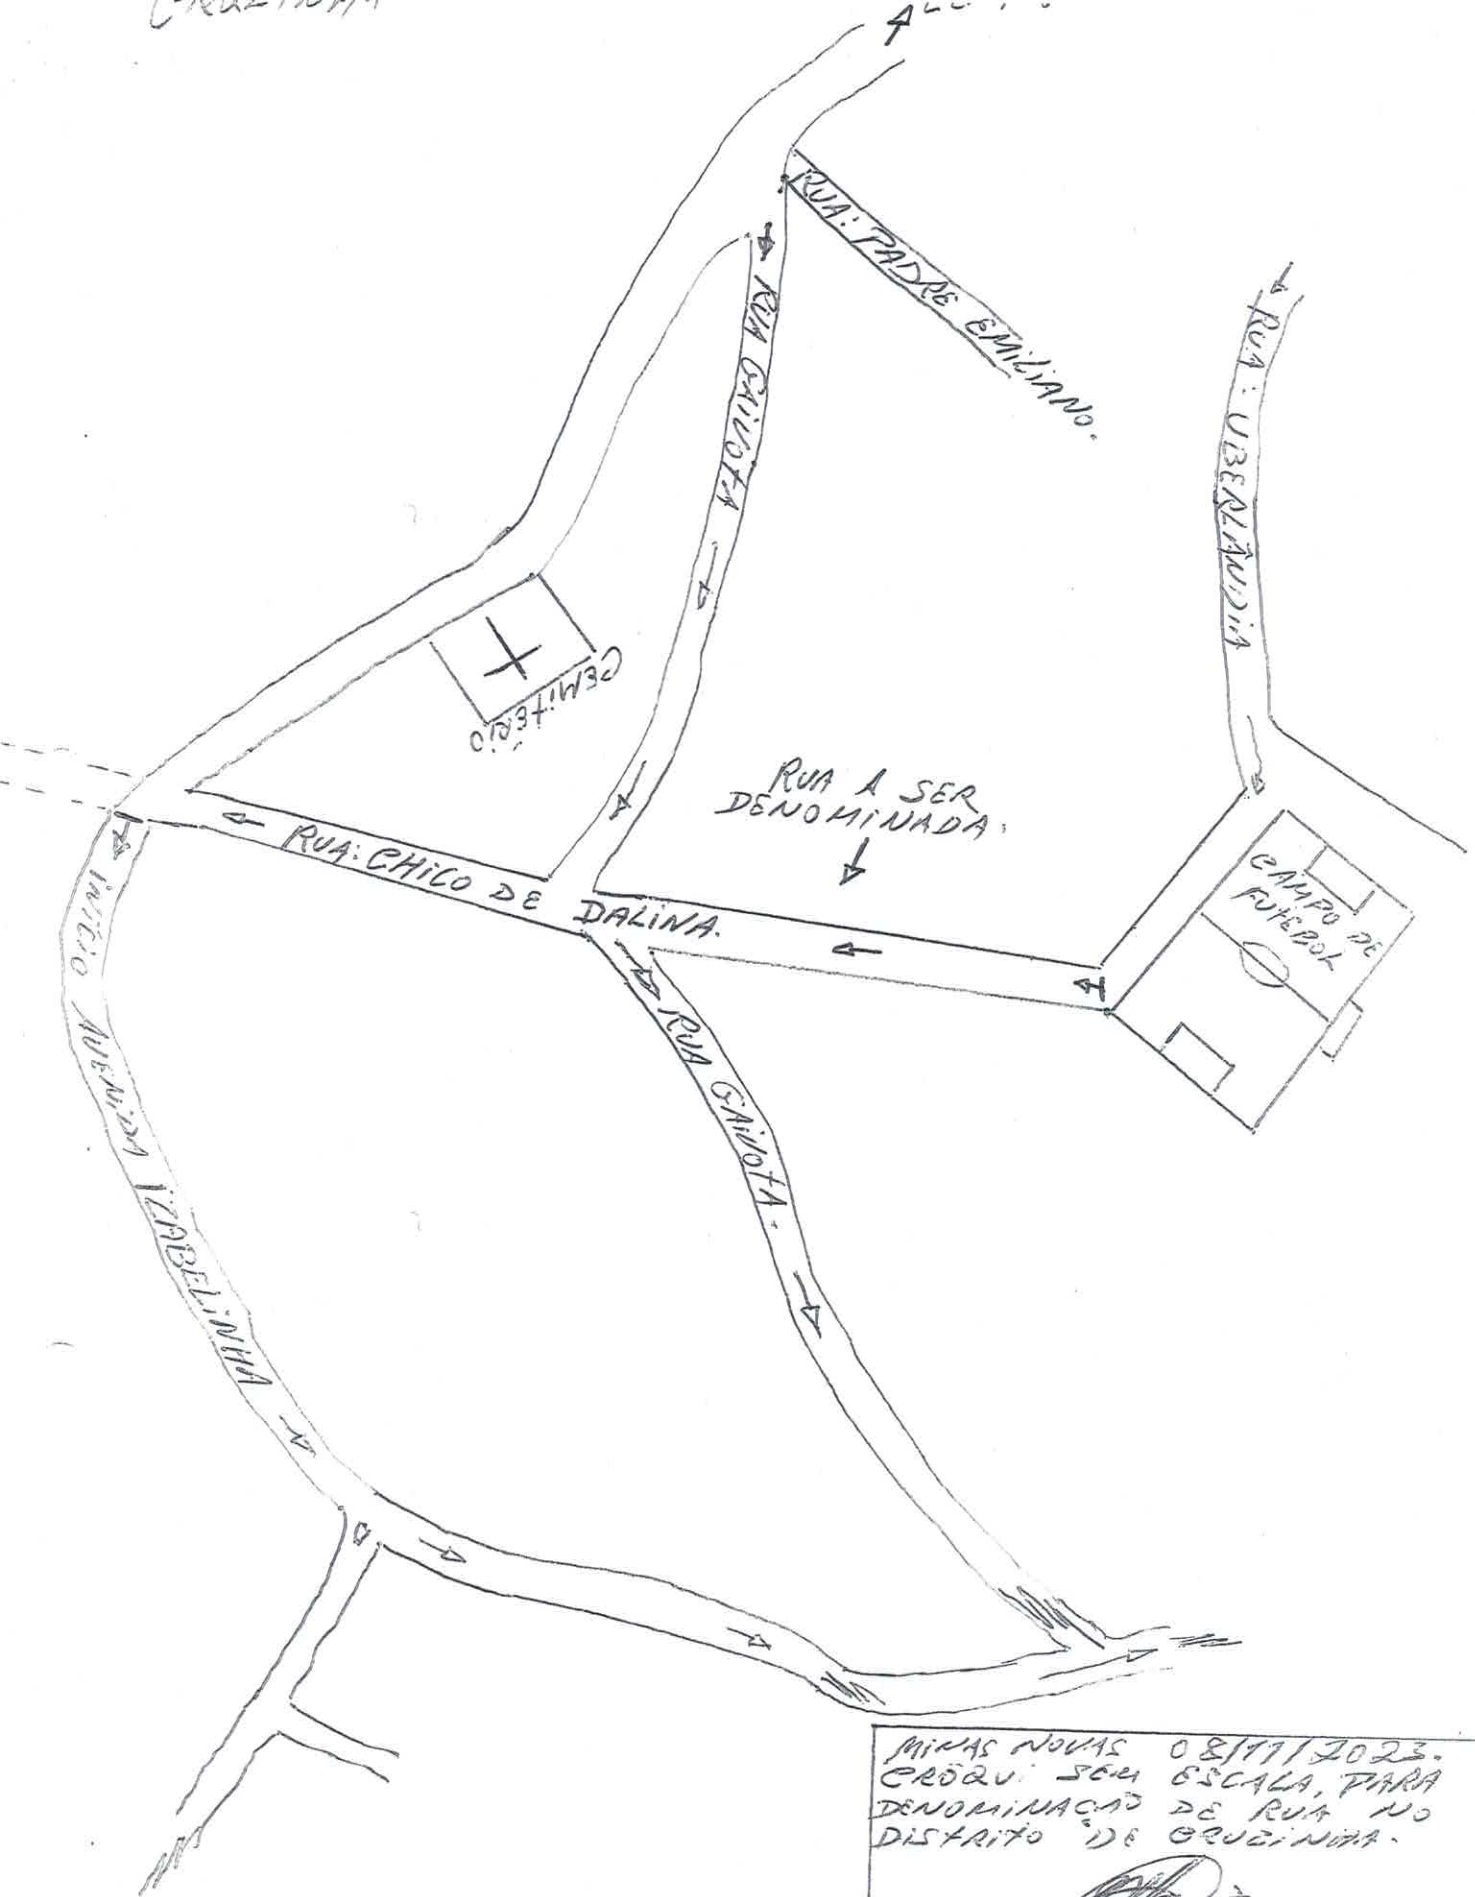 CRUZINHA
RUA: PADRE EMILIANO.
RUA GAIVOTA
RUA: UBERLÂNDIA
CEMITÉRIO
RUA A SER
DENOMINADA.
RUA: CHICO DE DALINA.
CAMPO DE
FUTEBOL
INÍCIO AVENIDA IZABELINHA
RUA GAIVOTA.
MINAS NOVAS 08/11/2023.
CRÓQUI SEM ESCALA, PARA
DENOMINAÇÃO DE RUA NO
DISTRITO DE CRUZINHA.